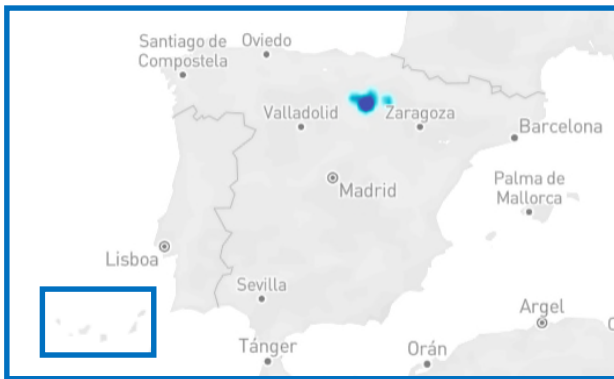 Santiago de
Compostela
Oviedo
Valladolid
Zaragoza
Barcelona
Madrid
Palma de
Mallorca
Lisboa
Sevilla
Argel
Tánger
Orán